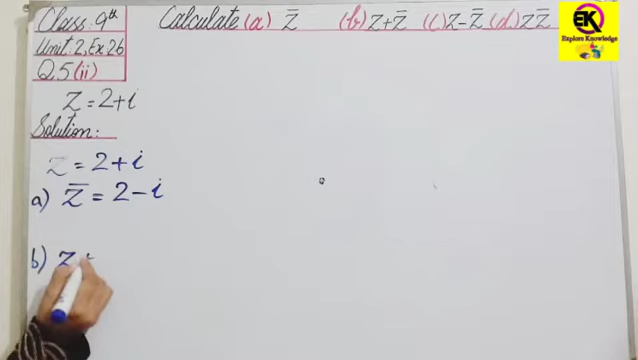 Class: 9th
Unit: 2, Ex: 2.6
Q.5 (ii)
Calculate (a) z̄ (b) z+z̄ (c) z-z̄ (d) zz̄
EK
Explore Knowledge
z = 2+i
Solution:
z = 2+i
a) z̄ = 2-i
b) z